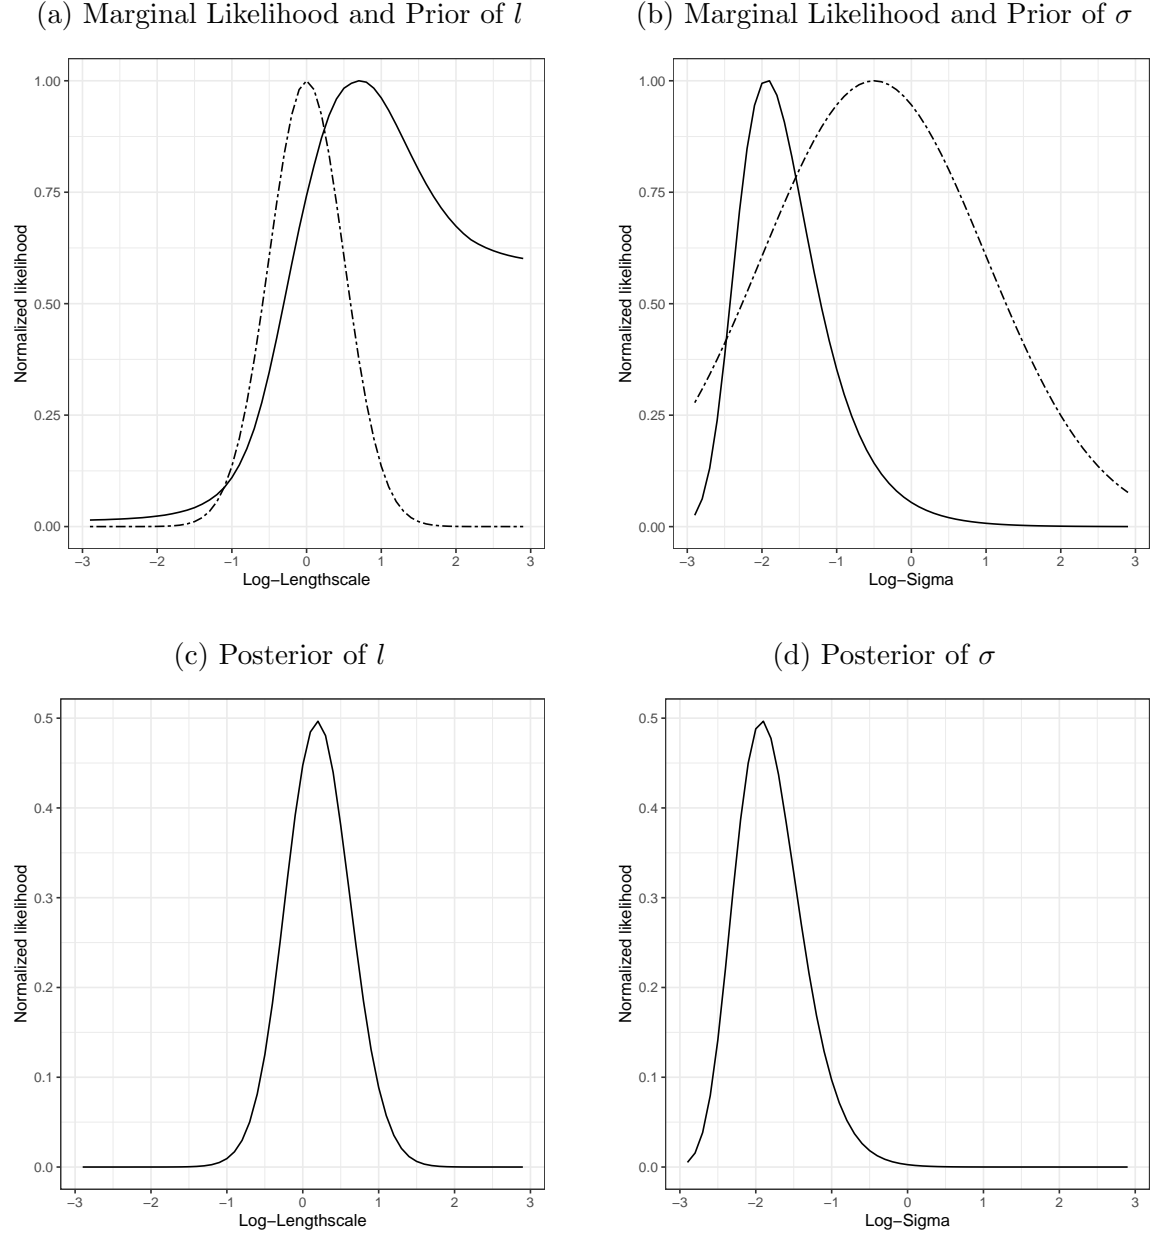 (a) Marginal Likelihood and Prior of l
(b) Marginal Likelihood and Prior of σ
Normalized likelihood
1.00
0.75
0.50
0.25
0.00
−3 −2 −1 0 1 2 3
Log−Lengthscale
Normalized likelihood
1.00
0.75
0.50
0.25
0.00
−3 −2 −1 0 1 2 3
Log−Sigma
(c) Posterior of l
(d) Posterior of σ
Normalized likelihood
0.5
0.4
0.3
0.2
0.1
0.0
−3 −2 −1 0 1 2 3
Log−Lengthscale
Normalized likelihood
0.5
0.4
0.3
0.2
0.1
0.0
−3 −2 −1 0 1 2 3
Log−Sigma